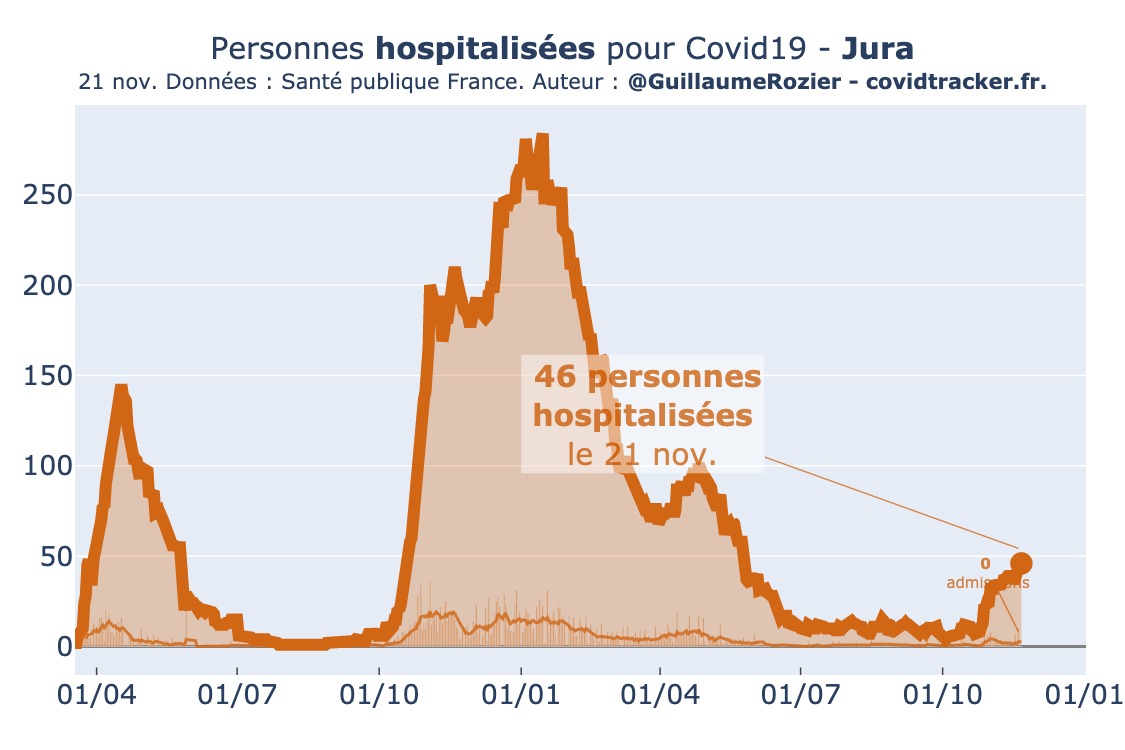 Personnes hospitalisées pour Covid19 - Jura
21 nov. Données : Santé publique France. Auteur : @GuillaumeRozier - covidtracker.fr.
250
200
150
100
50
0
46 personnes
hospitalisées
le 21 nov.
0
admissions
01/04 01/07 01/10 01/01 01/04 01/07 01/10 01/01